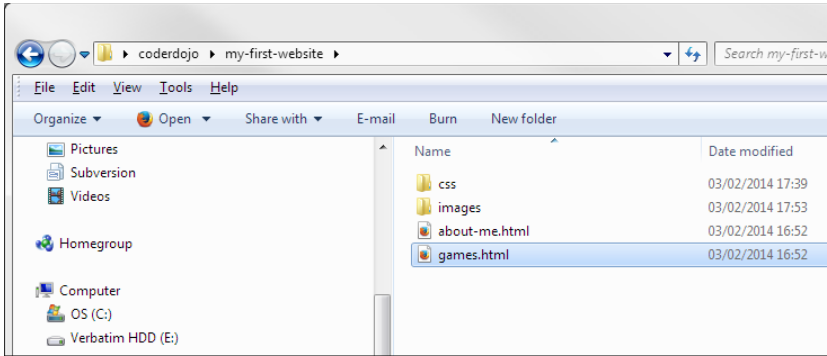 coderdojo my-first-website Search my-first-w
File Edit View Tools Help
Organize Open Share with E-mail Burn New folder
Pictures
Subversion
Videos
Homegroup
Computer
OS (C:)
Verbatim HDD (E:)
Name Date modified
css 03/02/2014 17:39
images 03/02/2014 17:53
about-me.html 03/02/2014 16:52
games.html 03/02/2014 16:52